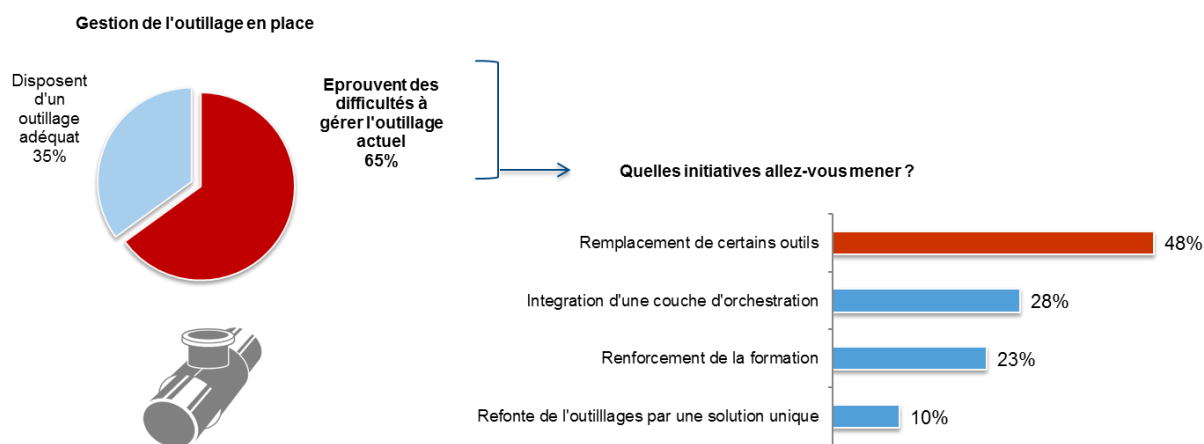 Gestion de l'outillage en place
Disposent
d'un
outillage
adéquat
35%
Eprouvent des
difficultés à
gérer l'outillage
actuel
65%
Quelles initiatives allez-vous mener ?
Remplacement de certains outils
48%
Integration d'une couche d'orchestration
28%
Renforcement de la formation
23%
Refonte de l'outilllages par une solution unique
10%